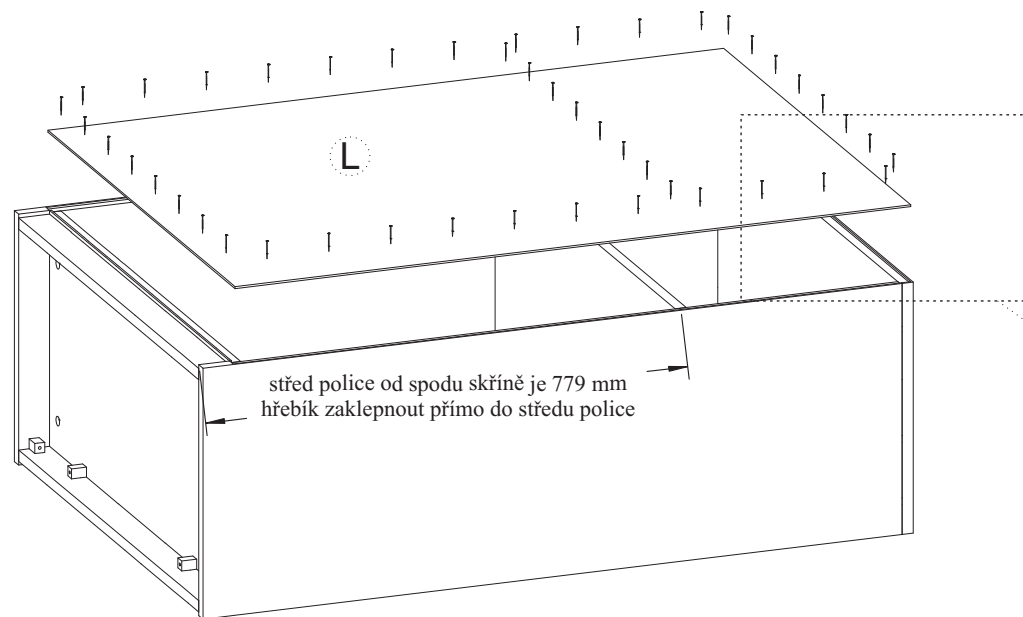 L
střed police od spodu skříně je 779 mm
hřebík zaklepnout přímo do středu police